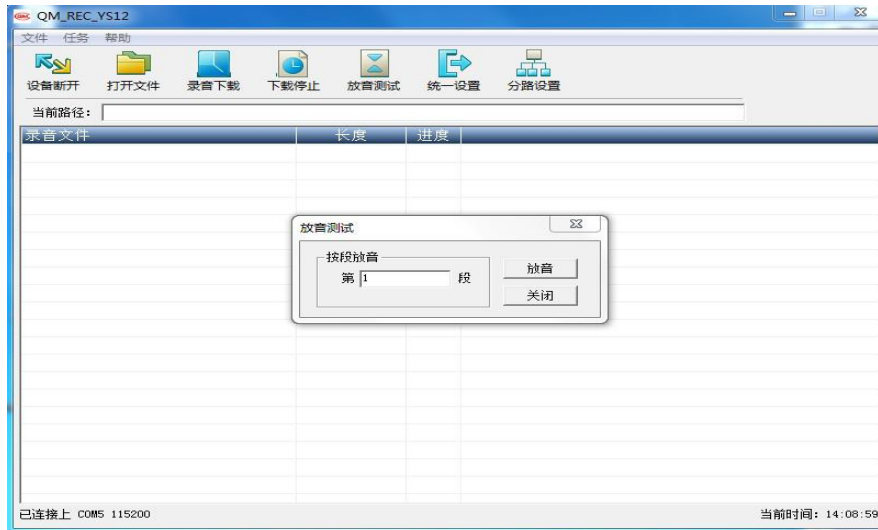 QM_REC_YS12
文件 任务 帮助
设备断开 打开文件 录音下载 下载停止 放音测试 统一设置 分路设置
当前路径:
录音文件 长度 进度
放音测试
按段放音
第 1 段
放音
关闭
已连接上 COM5 115200
当前时间: 14:08:59